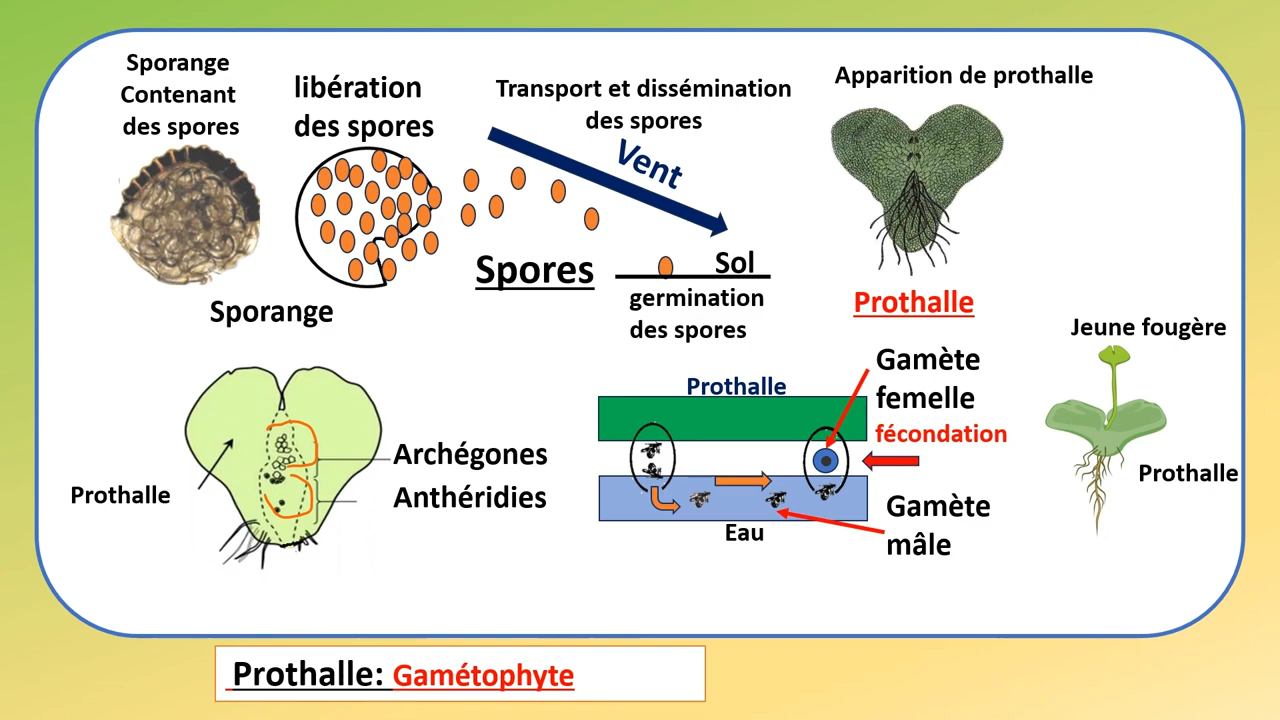 Sporange
Contenant
des spores
libération
des spores
Transport et dissémination
des spores
Vent
Apparition de prothalle
Spores
Sol
germination
des spores
Sporange
Prothalle
Jeune fougère
Prothalle
Archégones
Anthéridies
Prothalle
Gamète
femelle
fécondation
Eau
Gamète
mâle
Prothalle
Prothalle: Gamétophyte